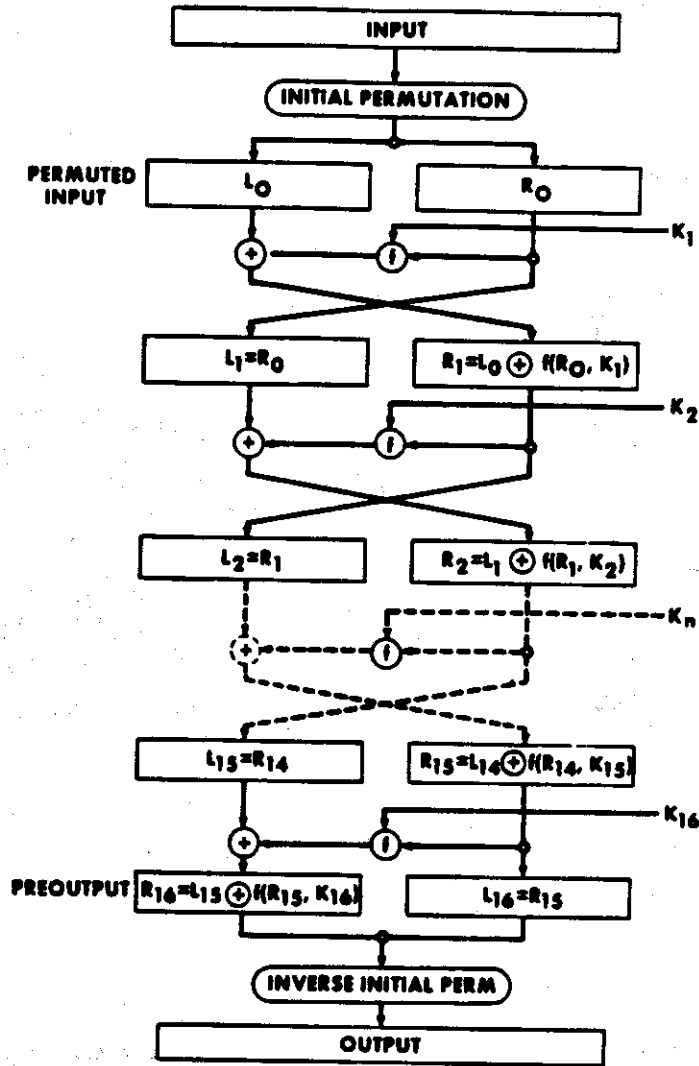 INPUT
INITIAL PERMUTATION
PERMUTED
INPUT
L0
R0
K1
+
f
L1=R0
R1=L0 ⊕ f(R0, K1)
K2
+
f
L2=R1
R2=L1 ⊕ f(R1, K2)
Kn
+
f
L15=R14
R15=L14 ⊕ f(R14, K15)
K16
+
f
PREOUTPUT
R16=L15 ⊕ f(R15, K16)
L16=R15
INVERSE INITIAL PERM
OUTPUT